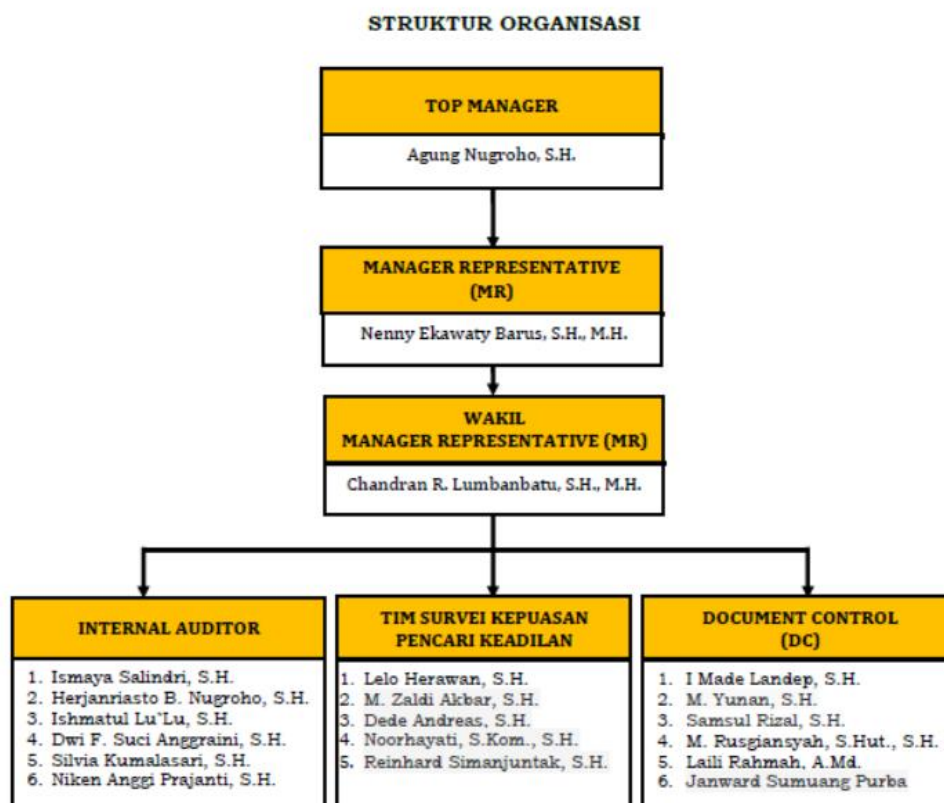 STRUKTUR ORGANISASI
TOP MANAGER
Agung Nugroho, S.H.
MANAGER REPRESENTATIVE
(MR)
Nenny Ekawaty Barus, S.H., M.H.
WAKIL
MANAGER REPRESENTATIVE (MR)
Chandran R. Lumbanbatu, S.H., M.H.
INTERNAL AUDITOR
1. Ismaya Salindri, S.H.
2. Herjanriasto B. Nugroho, S.H.
3. Ishmatul Lu`Lu, S.H.
4. Dwi F. Suci Anggraini, S.H.
5. Silvia Kumalasari, S.H.
6. Niken Anggi Prajanti, S.H.
TIM SURVEI KEPUASAN
PENCARI KEADILAN
1. Lelo Herawan, S.H.
2. M. Zaldi Akbar, S.H.
3. Dede Andreas, S.H.
4. Noorhayati, S.Kom., S.H.
5. Reinhard Simanjuntak, S.H.
DOCUMENT CONTROL
(DC)
1. I Made Landep, S.H.
2. M. Yunan, S.H.
3. Samsul Rizal, S.H.
4. M. Rusgiansyah, S.Hut., S.H.
5. Laili Rahmah, A.Md.
6. Janward Sumuang Purba